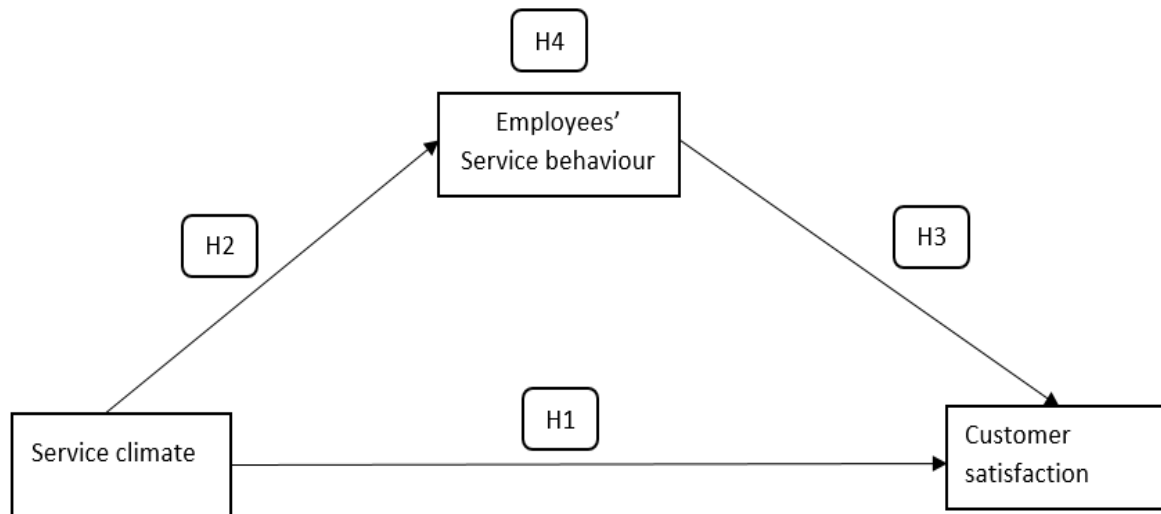 H4
Employees’
Service behaviour
H2
H3
H1
Service climate
Customer
satisfaction